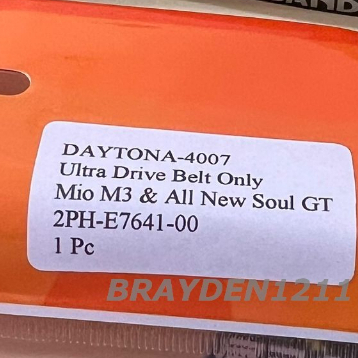 DAYTONA-4007
Ultra Drive Belt Only
Mio M3 & All New Soul GT
2PH-E7641-00
1 Pc
BRAYDEN1211